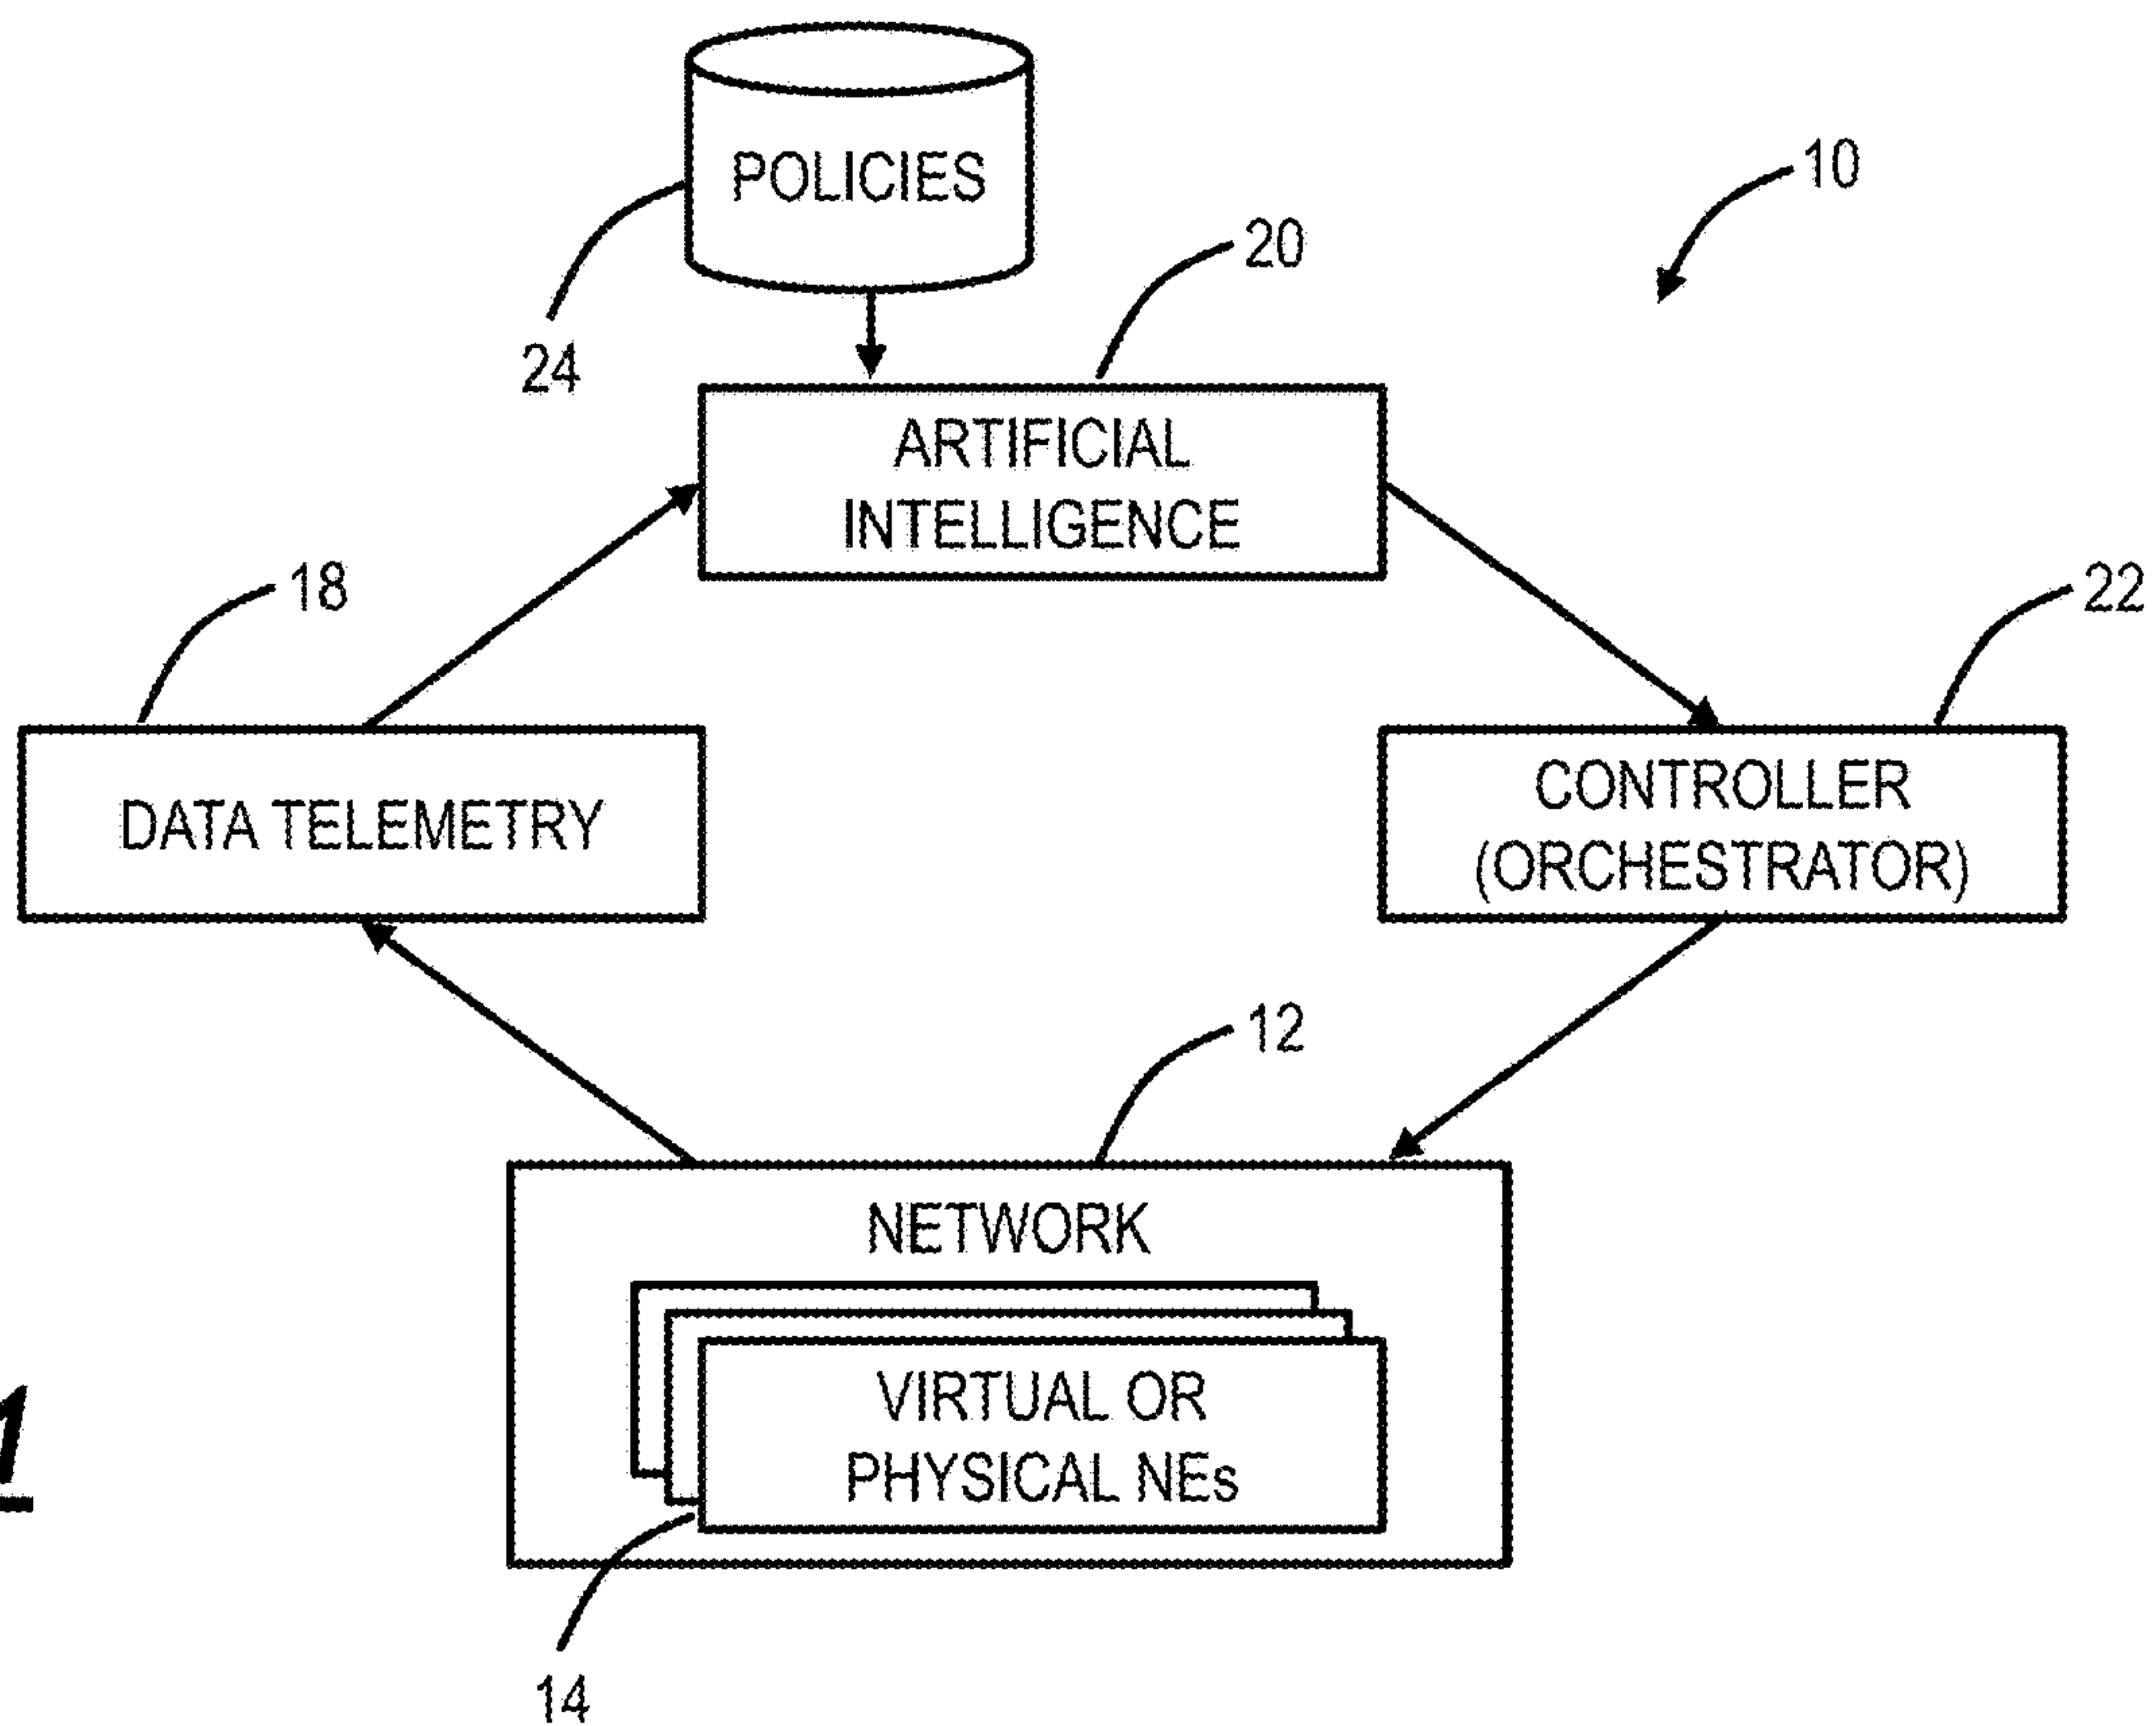 POLICIES
10
20
24
ARTIFICIAL
INTELLIGENCE
18
22
DATA TELEMETRY
CONTROLLER
(ORCHESTRATOR)
12
NETWORK
VIRTUAL OR
PHYSICAL NEs
1
14